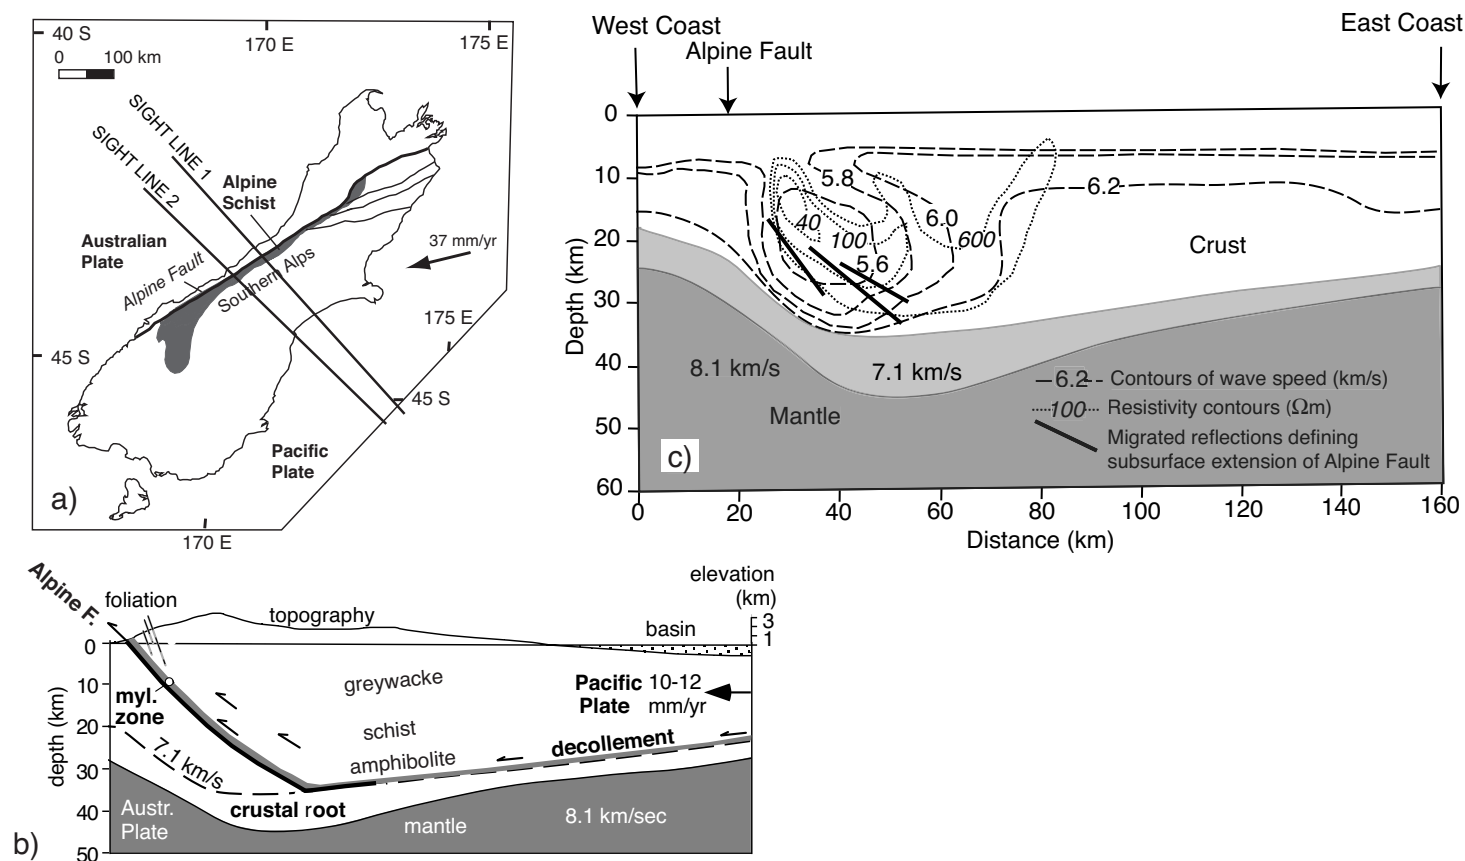 40 S
170 E
175 E
0 100 km
SIGHT LINE 1
SIGHT LINE 2
Alpine
Schist
Australian
Plate
Alpine Fault
Southern Alps
37 mm/yr
175 E
45 S
45 S
Pacific
Plate
a)
170 E
West Coast
Alpine Fault
East Coast
0
10
20
30
40
50
60
Depth (km)
5.8
6.2
40
100
6.0
600
5.6
Crust
8.1 km/s
7.1 km/s
Mantle
6.2 Contours of wave speed (km/s)
100 Resistivity contours (Ωm)
Migrated reflections defining
subsurface extension of Alpine Fault
c)
0 20 40 60 80 100 120 140 160
Distance (km)
Alpine F.
foliation
topography
elevation
(km)
3
1
basin
0
10
20
30
40
50
depth (km)
myl.
zone
greywacke
schist
amphibolite
Pacific 10-12
Plate mm/yr
decollement
7.1 km/s
crustal root
Austr.
Plate
mantle
8.1 km/sec
b)